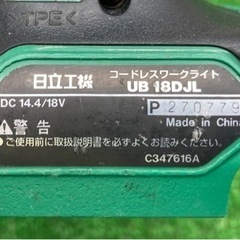 日立工機
コードレスワークライト
UB 18DJL
DC 14.4/18V
P 270779
Made in China
警告
ご使用前に取扱説明書を必ずよくお読みください。
C347616A